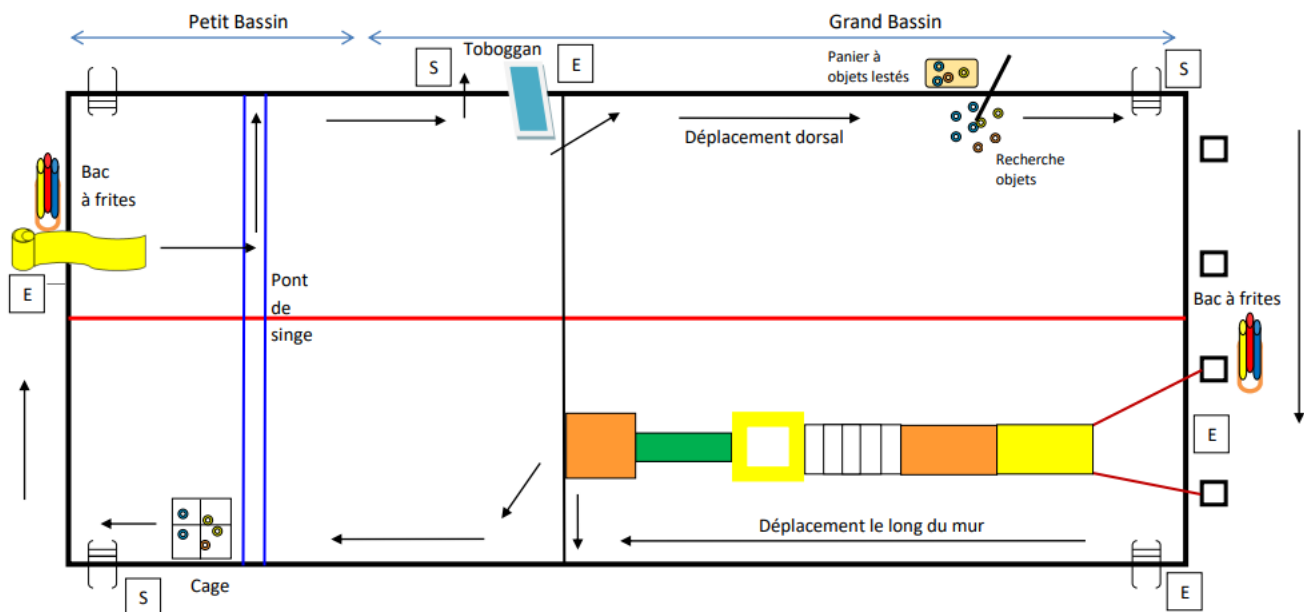 Petit Bassin
Grand Bassin
S
Toboggan
E
Panier à
objets lestés
S
Déplacement dorsal
Recherche
objets
Bac
à frites
E
Pont
de
singe
Bac à frites
E
Déplacement le long du mur
Cage
S
E